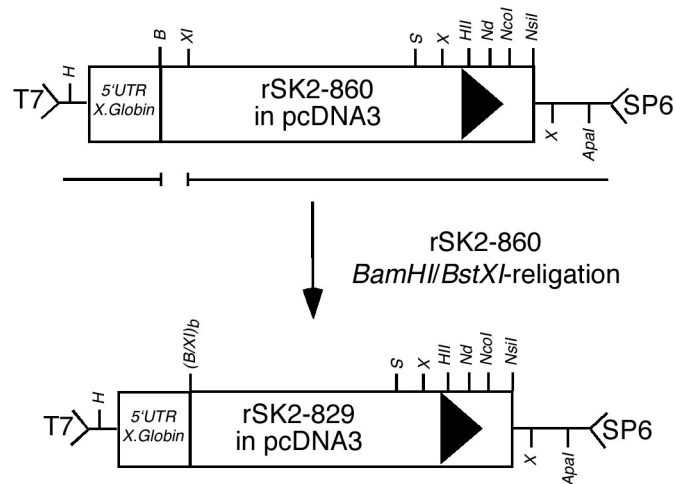 B XI S X HII Nd NcoI NsiI
T7 H 5'UTR X.Globin rSK2-860 in pcDNA3 SP6
X ApaI
rSK2-860
BamHI/BstXI-religation
(B/XI)b S X HII Nd NcoI NsiI
T7 H 5'UTR X.Globin rSK2-829 in pcDNA3 SP6
X ApaI